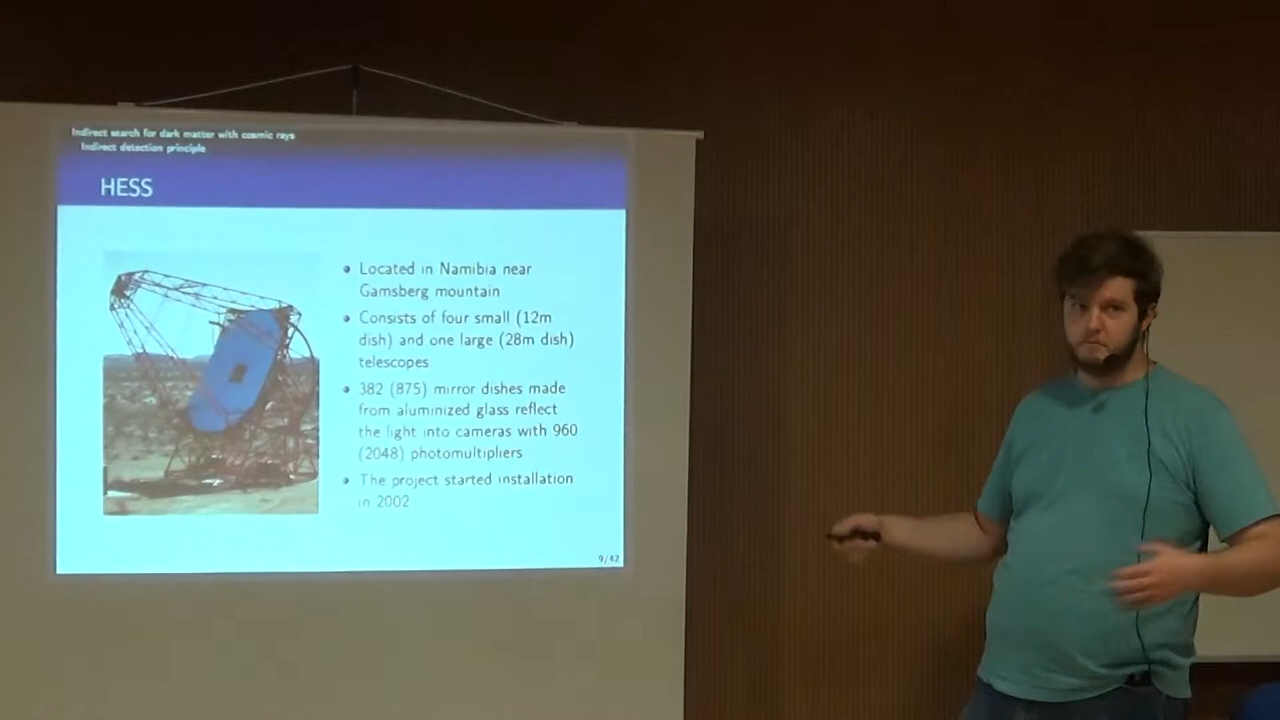 Indirect search for dark matter with cosmic rays
Indirect detection principle
HESS
Located in Namibia near
Gamsberg mountain
Consists of four small (12m
dish) and one large (28m dish)
telescopes
382 (875) mirror dishes made
from aluminized glass reflect
the light into cameras with 960
(2048) photomultipliers
The project started installation
in 2002
9/42